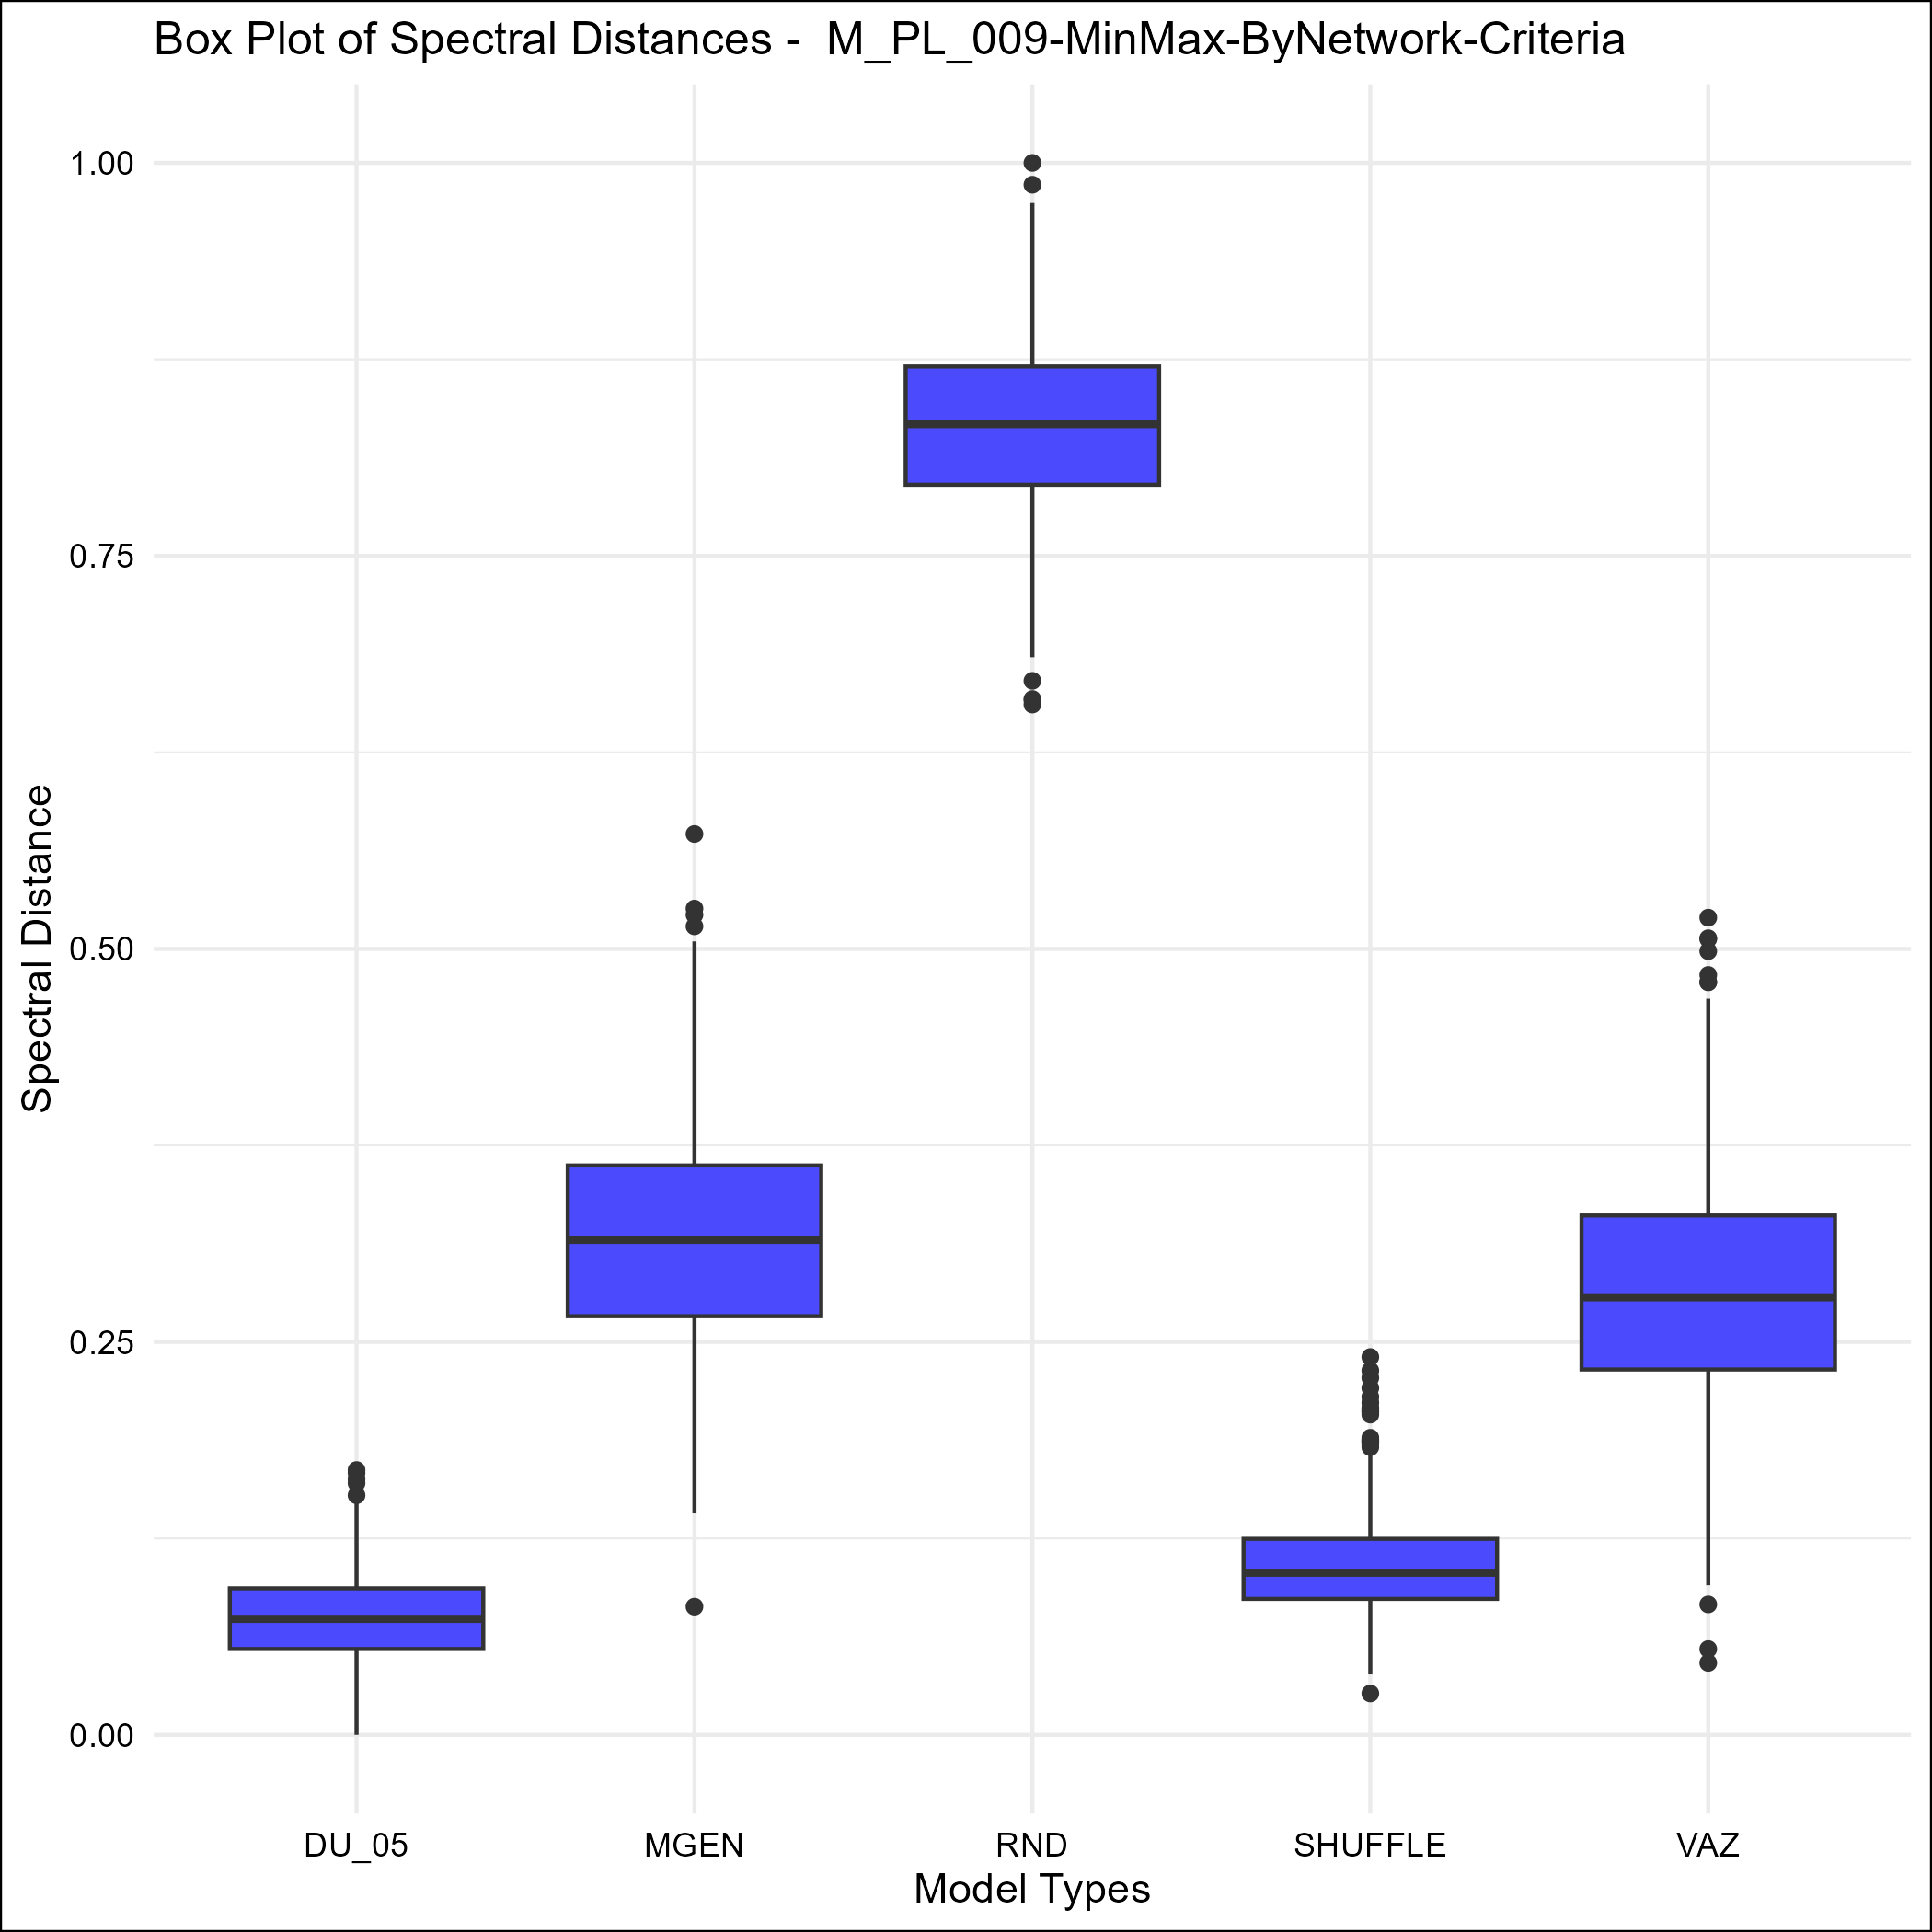 Box Plot of Spectral Distances -  M_PL_009-MinMax-ByNetwork-Criteria
Spectral Distance
1.00
0.75
0.50
0.25
0.00
DU_05 MGEN RND SHUFFLE VAZ
Model Types